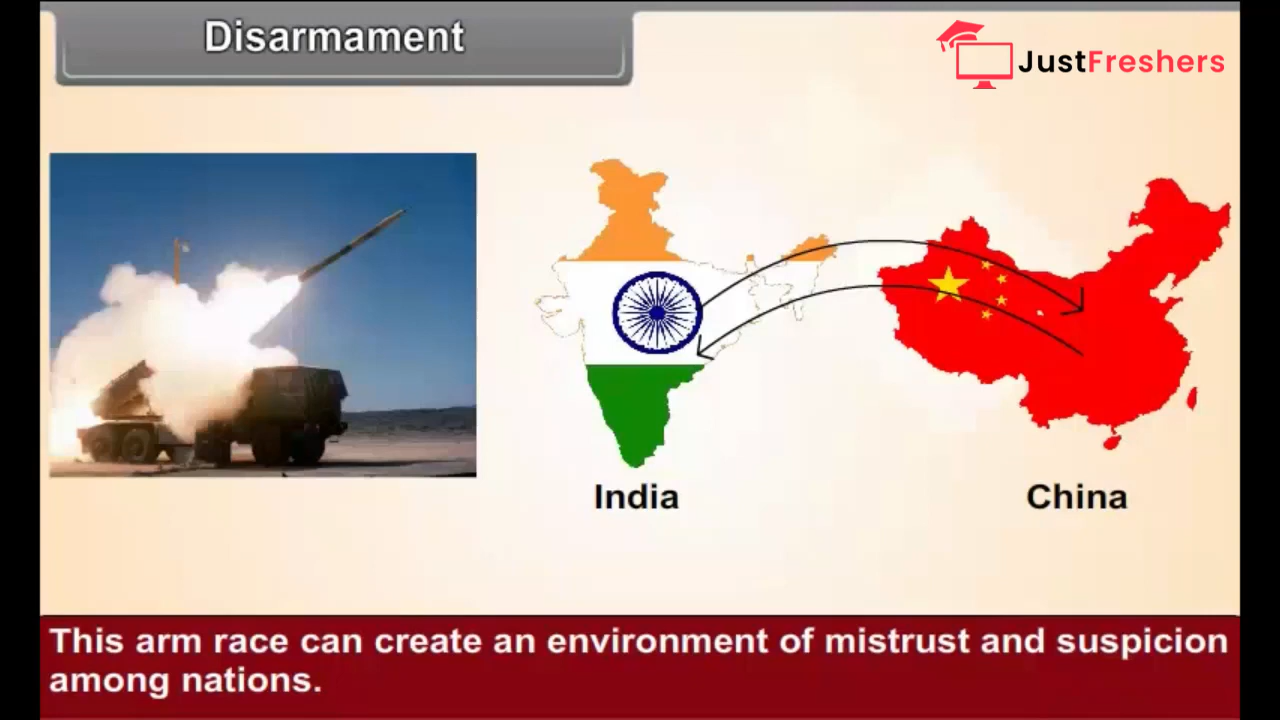 Disarmament
JustFreshers
India
China
This arm race can create an environment of mistrust and suspicion
among nations.